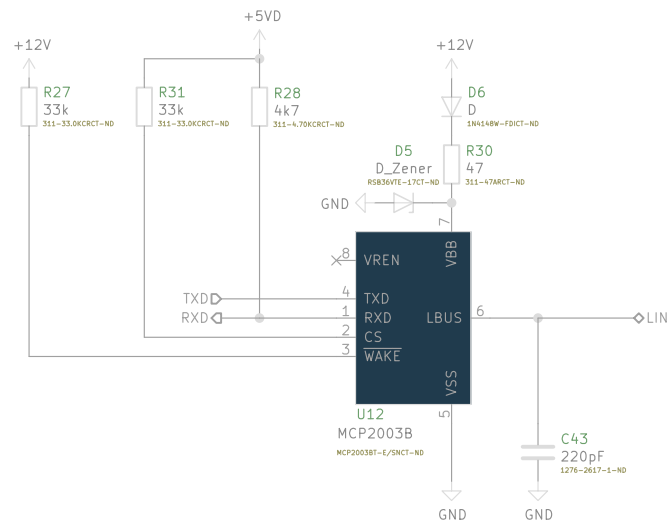 +5VD
+12V
+12V
R27
33k
311-33.0KCRCT-ND
R31
33k
311-33.0KCRCT-ND
R28
4k7
311-4.70KCRCT-ND
D6
D
1N4148W-FDICT-ND
D5
D_Zener
RSB36VTE-17CT-ND
R30
47
311-47ARCT-ND
GND
7
VBB
8
VREN
TXD
4
TXD
RXD
1
RXD
2
CS
3
WAKE
LBUS
6
LIN
VSS
5
U12
MCP2003B
MCP2003BT-E/SNCT-ND
C43
220pF
1276-2617-1-ND
GND
GND